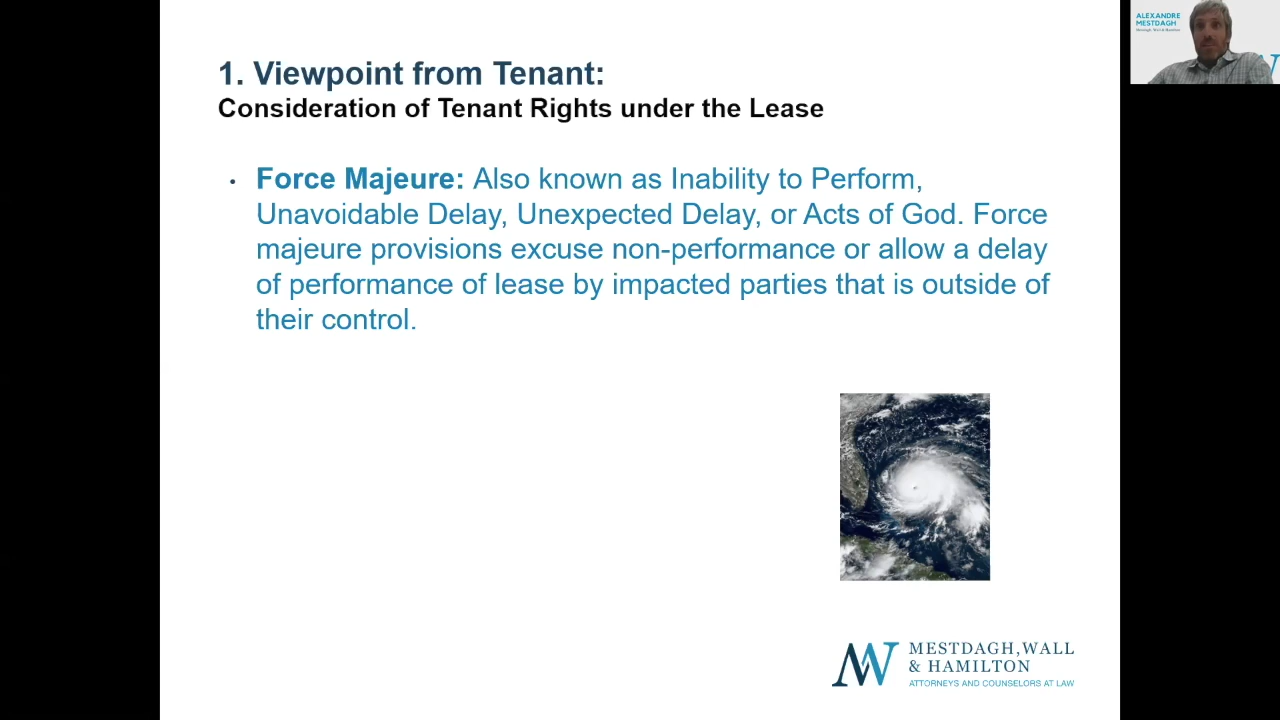 1. Viewpoint from Tenant:
Consideration of Tenant Rights under the Lease
• Force Majeure: Also known as Inability to Perform,
Unavoidable Delay, Unexpected Delay, or Acts of God. Force
majeure provisions excuse non-performance or allow a delay
of performance of lease by impacted parties that is outside of
their control.
MESTDAGH, WALL
& HAMILTON
ATTORNEYS AND COUNSELORS AT LAW
ALEXANDRE
MESTDAGH
Mestdagh, Wall & Hamilton